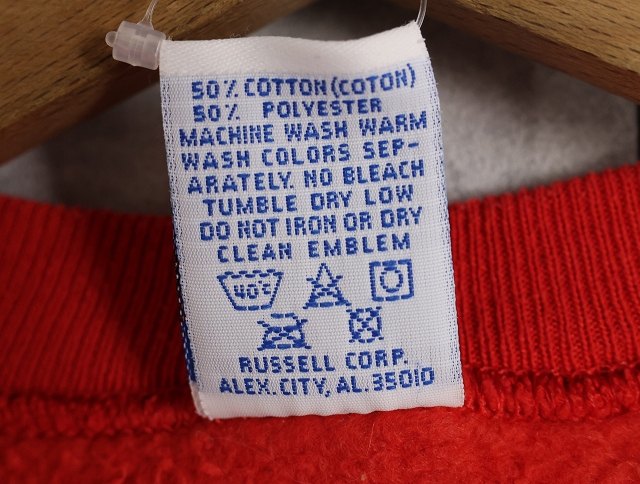 50% COTTON (COTON)
50% POLYESTER
MACHINE WASH WARM
WASH COLORS SEP-
ARATELY. NO BLEACH
TUMBLE DRY LOW
DO NOT IRON OR DRY
CLEAN EMBLEM
40°C
RUSSELL CORP.
ALEX. CITY, AL. 35010